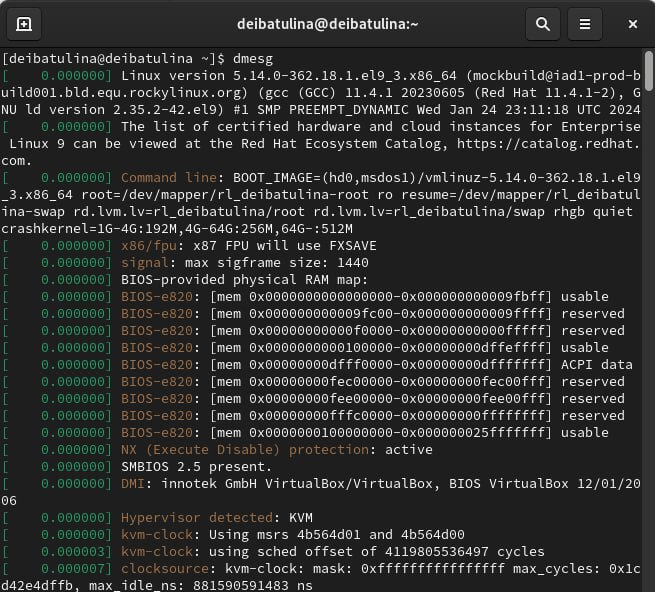 deibatulina@deibatulina:~
[deibatulina@deibatulina ~]$ dmesg
[    0.000000] Linux version 5.14.0-362.18.1.el9_3.x86_64 (mockbuild@iad1-prod-b
uild001.bld.equ.rockylinux.org) (gcc (GCC) 11.4.1 20230605 (Red Hat 11.4.1-2), G
NU ld version 2.35.2-42.el9) #1 SMP PREEMPT_DYNAMIC Wed Jan 24 23:11:18 UTC 2024
[    0.000000] The list of certified hardware and cloud instances for Enterprise
 Linux 9 can be viewed at the Red Hat Ecosystem Catalog, https://catalog.redhat.
com.
[    0.000000] Command line: BOOT_IMAGE=(hd0,msdos1)/vmlinuz-5.14.0-362.18.1.el9
_3.x86_64 root=/dev/mapper/rl_deibatulina-root ro resume=/dev/mapper/rl_deibatul
ina-swap rd.lvm.lv=rl_deibatulina/root rd.lvm.lv=rl_deibatulina/swap rhgb quiet
crashkernel=1G-4G:192M,4G-64G:256M,64G-:512M
[    0.000000] x86/fpu: x87 FPU will use FXSAVE
[    0.000000] signal: max sigframe size: 1440
[    0.000000] BIOS-provided physical RAM map:
[    0.000000] BIOS-e820: [mem 0x0000000000000000-0x000000000009fbff] usable
[    0.000000] BIOS-e820: [mem 0x000000000009fc00-0x000000000009ffff] reserved
[    0.000000] BIOS-e820: [mem 0x00000000000f0000-0x00000000000fffff] reserved
[    0.000000] BIOS-e820: [mem 0x0000000000100000-0x00000000dffeffff] usable
[    0.000000] BIOS-e820: [mem 0x00000000dfff0000-0x00000000dfffffff] ACPI data
[    0.000000] BIOS-e820: [mem 0x00000000fec00000-0x00000000fec00fff] reserved
[    0.000000] BIOS-e820: [mem 0x00000000fee00000-0x00000000fee00fff] reserved
[    0.000000] BIOS-e820: [mem 0x00000000fffc0000-0x00000000ffffffff] reserved
[    0.000000] BIOS-e820: [mem 0x0000000100000000-0x000000025fffffff] usable
[    0.000000] NX (Execute Disable) protection: active
[    0.000000] SMBIOS 2.5 present.
[    0.000000] DMI: innotek GmbH VirtualBox/VirtualBox, BIOS VirtualBox 12/01/20
06
[    0.000000] Hypervisor detected: KVM
[    0.000000] kvm-clock: Using msrs 4b564d01 and 4b564d00
[    0.000003] kvm-clock: using sched offset of 4119805536497 cycles
[    0.000007] clocksource: kvm-clock: mask: 0xffffffffffffffff max_cycles: 0x1c
d42e4dffb, max_idle_ns: 881590591483 ns